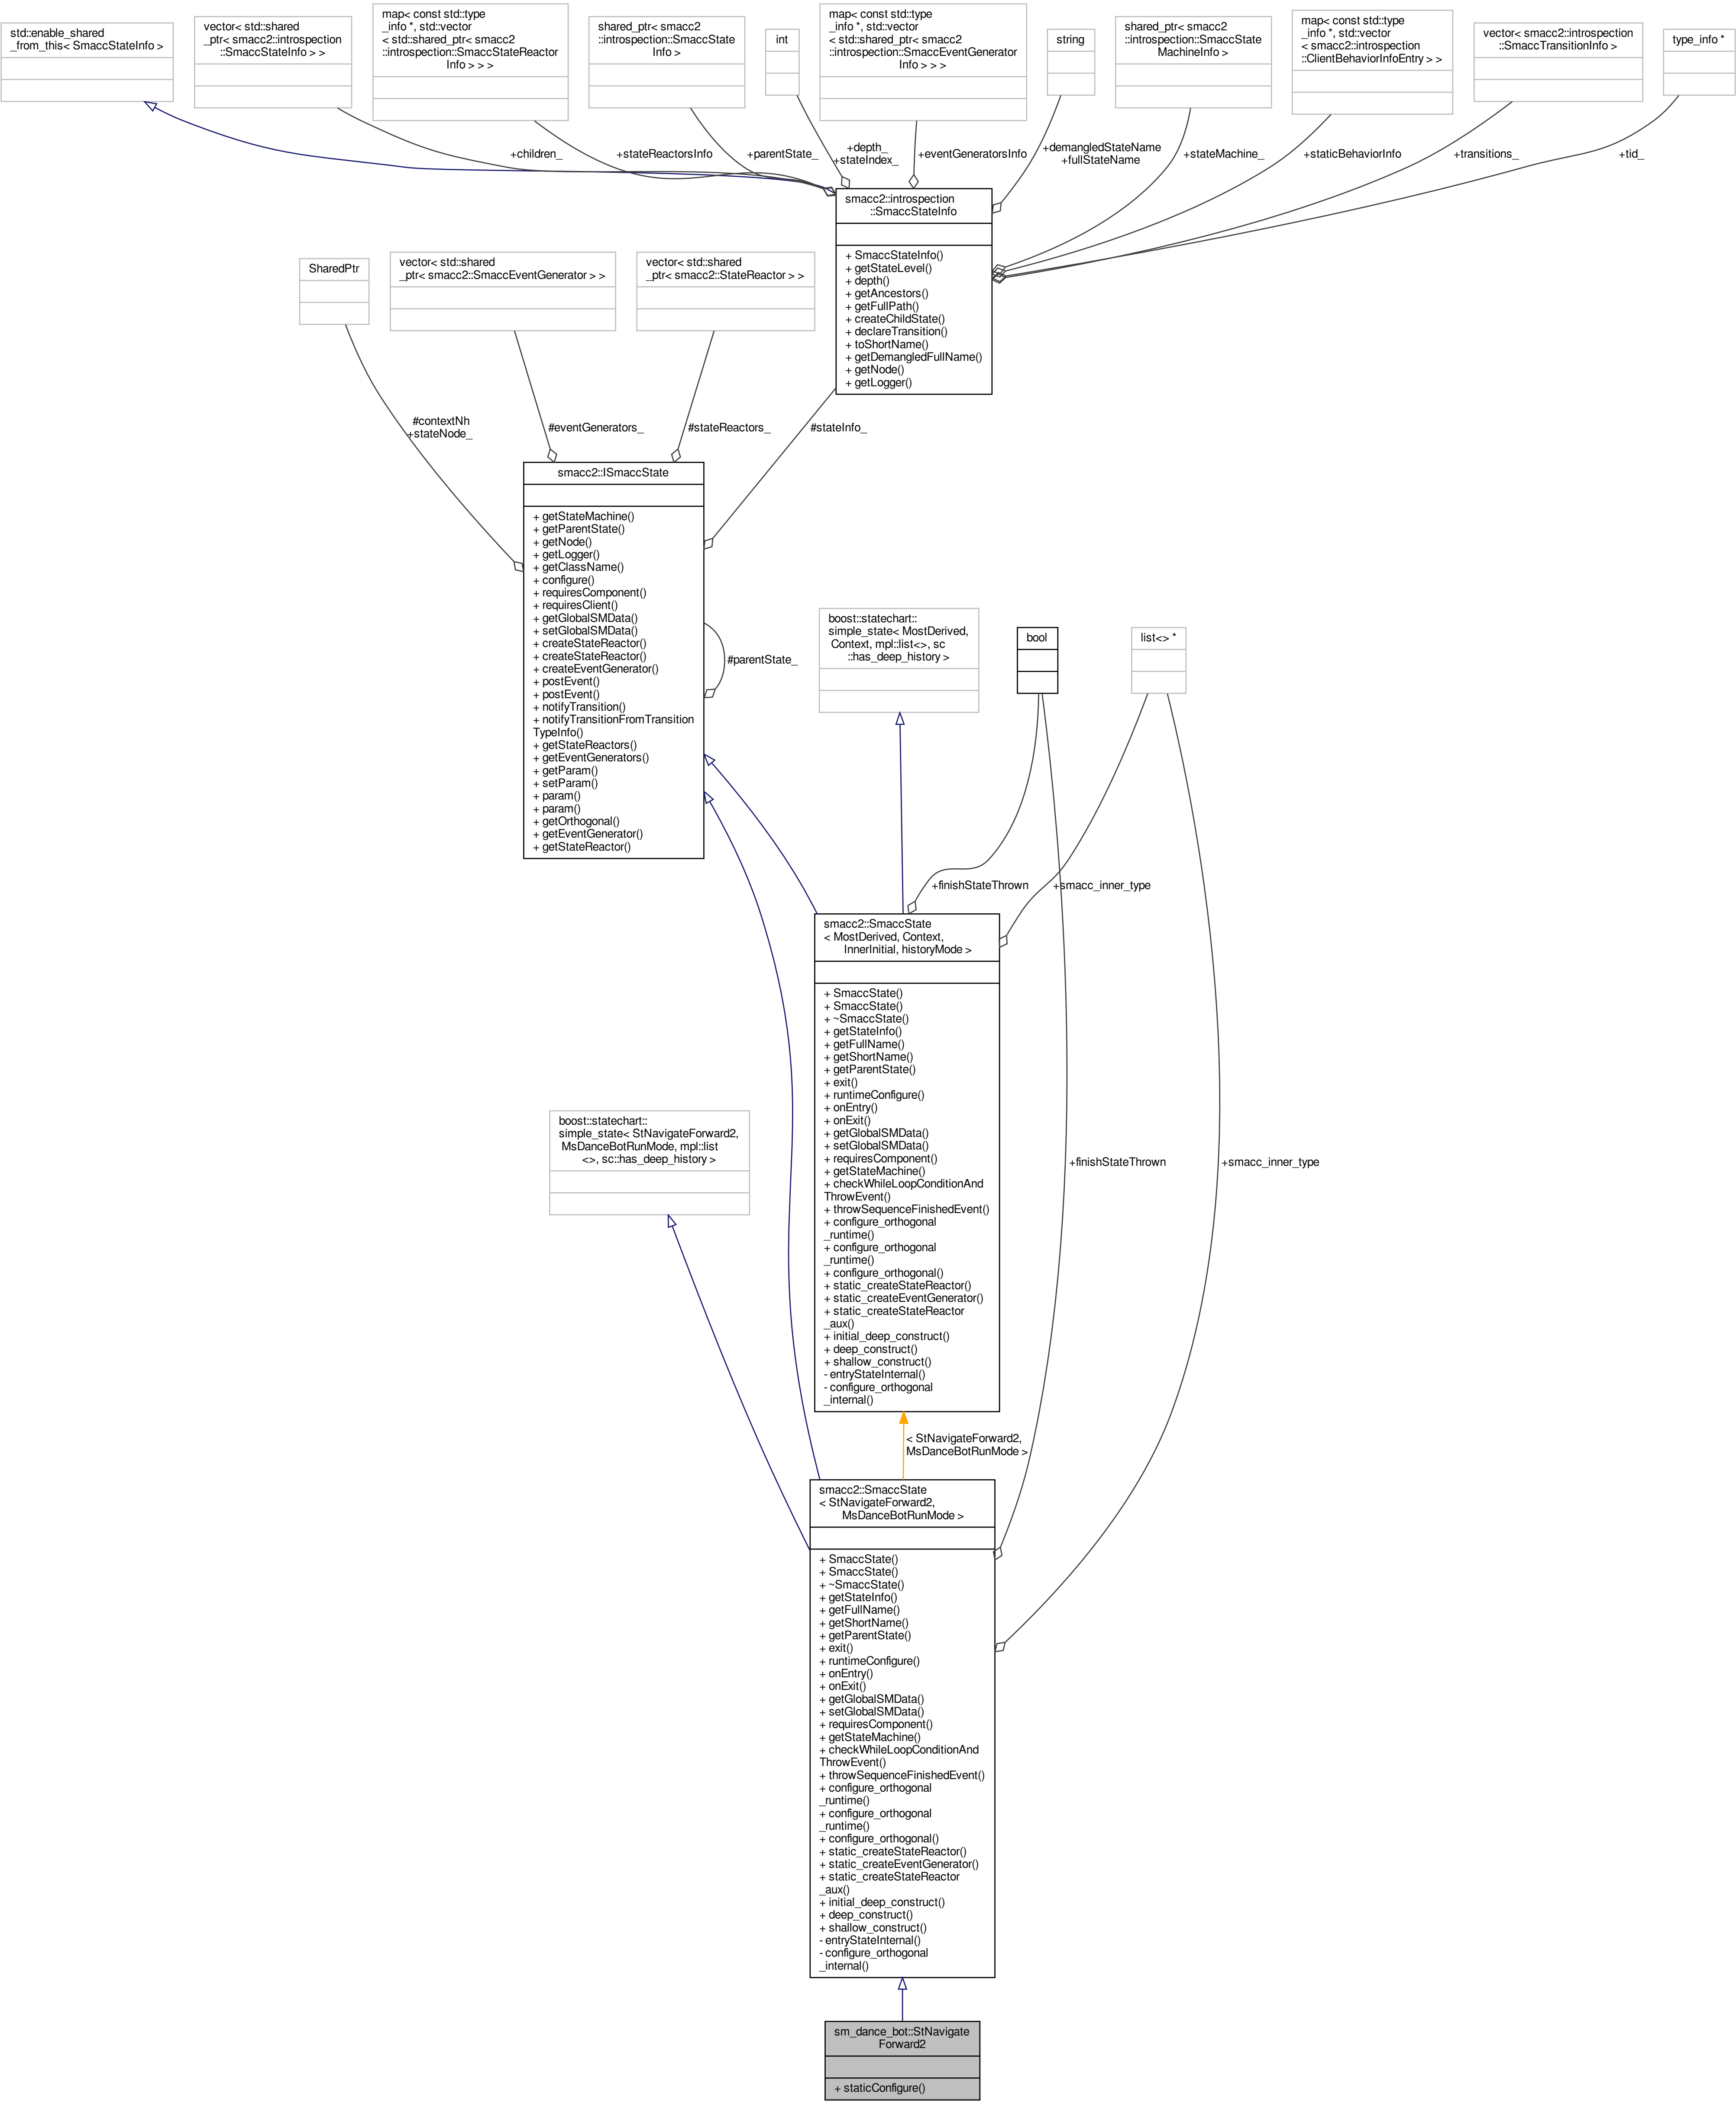 std::enable_shared
_from_this< SmaccStateInfo >
vector< std::shared
_ptr< smacc2::introspection
::SmaccStateInfo > >
map< const std::type
_info *, std::vector
< std::shared_ptr< smacc2
::introspection::SmaccStateReactor
Info > > >
shared_ptr< smacc2
::introspection::SmaccState
Info >
int
map< const std::type
_info *, std::vector
< std::shared_ptr< smacc2
::introspection::SmaccEventGenerator
Info > > >
string
shared_ptr< smacc2
::introspection::SmaccState
MachineInfo >
map< const std::type
_info *, std::vector
< smacc2::introspection
::ClientBehaviorInfoEntry > >
vector< smacc2::introspection
::SmaccTransitionInfo >
type_info *
+children_
+stateReactorsInfo
+parentState_
+depth_
+stateIndex_
+eventGeneratorsInfo
+demangledStateName
+fullStateName
+stateMachine_
+staticBehaviorInfo
+transitions_
+tid_
smacc2::introspection
::SmaccStateInfo
+ SmaccStateInfo()
+ getStateLevel()
+ depth()
+ getAncestors()
+ getFullPath()
+ createChildState()
+ declareTransition()
+ toShortName()
+ getDemangledFullName()
+ getNode()
+ getLogger()
SharedPtr
vector< std::shared
_ptr< smacc2::SmaccEventGenerator > >
vector< std::shared
_ptr< smacc2::StateReactor > >
#contextNh
+stateNode_
#eventGenerators_
#stateReactors_
#stateInfo_
smacc2::ISmaccState
+ getStateMachine()
+ getParentState()
+ getNode()
+ getLogger()
+ getClassName()
+ configure()
+ requiresComponent()
+ requiresClient()
+ getGlobalSMData()
+ setGlobalSMData()
+ createStateReactor()
+ createStateReactor()
+ createEventGenerator()
+ postEvent()
+ postEvent()
+ notifyTransition()
+ notifyTransitionFromTransition
TypeInfo()
+ getStateReactors()
+ getEventGenerators()
+ getParam()
+ setParam()
+ param()
+ param()
+ getOrthogonal()
+ getEventGenerator()
+ getStateReactor()
#parentState_
boost::statechart::
simple_state< MostDerived,
Context, mpl::list<>, sc
::has_deep_history >
bool
list<> *
+finishStateThrown
+smacc_inner_type
smacc2::SmaccState
< MostDerived, Context,
InnerInitial, historyMode >
+ SmaccState()
+ SmaccState()
+ ~SmaccState()
+ getStateInfo()
+ getFullName()
+ getShortName()
+ getParentState()
+ exit()
+ runtimeConfigure()
+ onEntry()
+ onExit()
+ getGlobalSMData()
+ setGlobalSMData()
+ requiresComponent()
+ getStateMachine()
+ checkWhileLoopConditionAnd
ThrowEvent()
+ throwSequenceFinishedEvent()
+ configure_orthogonal
_runtime()
+ configure_orthogonal
_runtime()
+ configure_orthogonal()
+ static_createStateReactor()
+ static_createEventGenerator()
+ static_createStateReactor
_aux()
+ initial_deep_construct()
+ deep_construct()
+ shallow_construct()
- entryStateInternal()
- configure_orthogonal
_internal()
boost::statechart::
simple_state< StNavigateForward2,
MsDanceBotRunMode, mpl::list
<>, sc::has_deep_history >
+finishStateThrown
+smacc_inner_type
< StNavigateForward2,
MsDanceBotRunMode >
smacc2::SmaccState
< StNavigateForward2,
MsDanceBotRunMode >
+ SmaccState()
+ SmaccState()
+ ~SmaccState()
+ getStateInfo()
+ getFullName()
+ getShortName()
+ getParentState()
+ exit()
+ runtimeConfigure()
+ onEntry()
+ onExit()
+ getGlobalSMData()
+ setGlobalSMData()
+ requiresComponent()
+ getStateMachine()
+ checkWhileLoopConditionAnd
ThrowEvent()
+ throwSequenceFinishedEvent()
+ configure_orthogonal
_runtime()
+ configure_orthogonal
_runtime()
+ configure_orthogonal()
+ static_createStateReactor()
+ static_createEventGenerator()
+ static_createStateReactor
_aux()
+ initial_deep_construct()
+ deep_construct()
+ shallow_construct()
- entryStateInternal()
- configure_orthogonal
_internal()
sm_dance_bot::StNavigate
Forward2
+ staticConfigure()